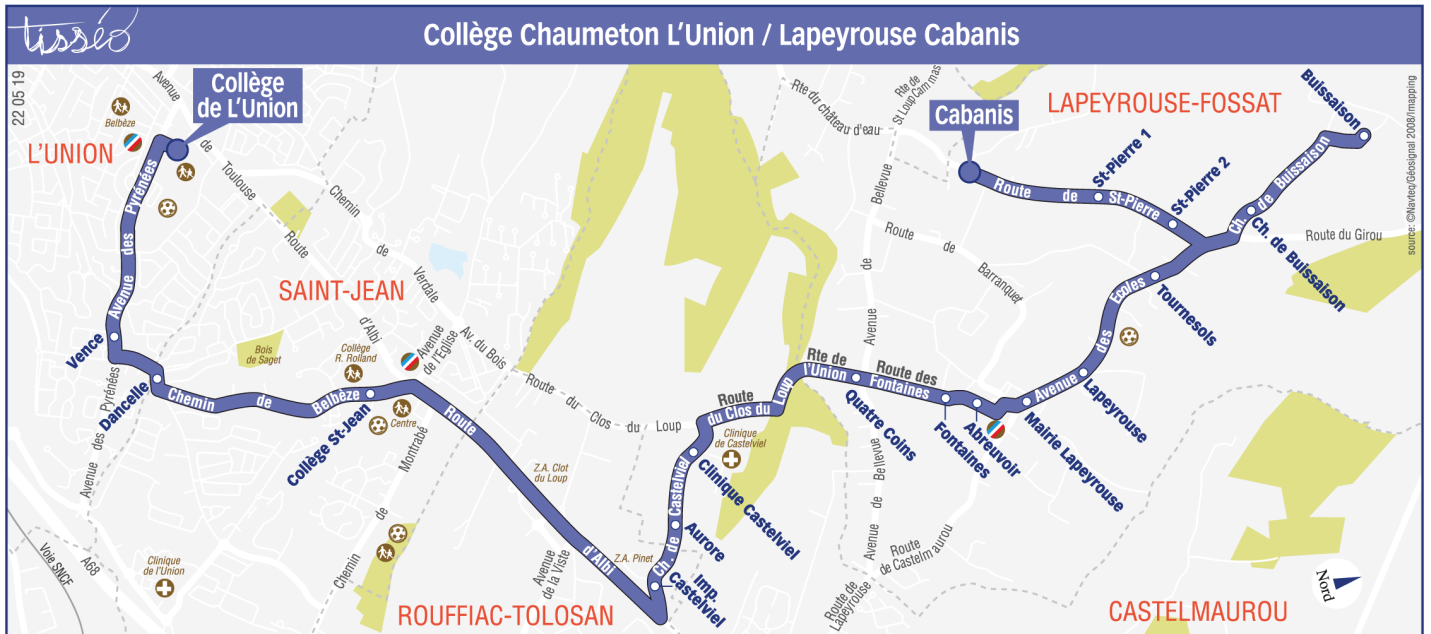 tisséo
Collège Chaumeton L'Union / Lapeyrouse Cabanis
22 05 19
source: ©Navteq/Géosignal 2008/Imapping
Collège
de L'Union
Cabanis
L'UNION
SAINT-JEAN
ROUFFIAC-TOLOSAN
LAPEYROUSE-FOSSAT
CASTELMAUROU
Belbèze
Avenue
de
Toulouse
Route
d'Albi
Chemin
de
Verdale
Avenue des Pyrénées
Vence
Dancelle
Avenue des Pyrénées
Chemin de Belbèze
Bois
de Saget
Collège
R. Rolland
Collège St-Jean
Centre
Avenue
de l'Eglise
Av. du Bois
Route du Clos du Loup
Chemin de Montrabé
Clinique
de l'Union
Voie SNCF
A68
Route d'Albi
Z.A. Clot
du Loup
Avenue
de la Viste
Z.A. Pinet
Imp.
Castelviel
Ch. de Castelviel
Aurore
Clinique Castelviel
Clinique
de Castelviel
Route
du Clos du Loup
Rte de
l'Union
Route des
Fontaines
Quatre Coins
Fontaines
Abreuvoir
Mairie Lapeyrouse
Lapeyrouse
Avenue des Ecoles
Tournesols
Ch. de Buissaison
Ch. de Buissaison
Buissaison
Route de St-Pierre
St-Pierre 1
St-Pierre 2
Route du Girou
Rte du château d'eau
Rte de
St Loup Cammas
Avenue de Bellevue
Route de Barranquet
Avenue de Bellevue
Route
de Castelmaurou
Route de
Lapeyrouse
Nord